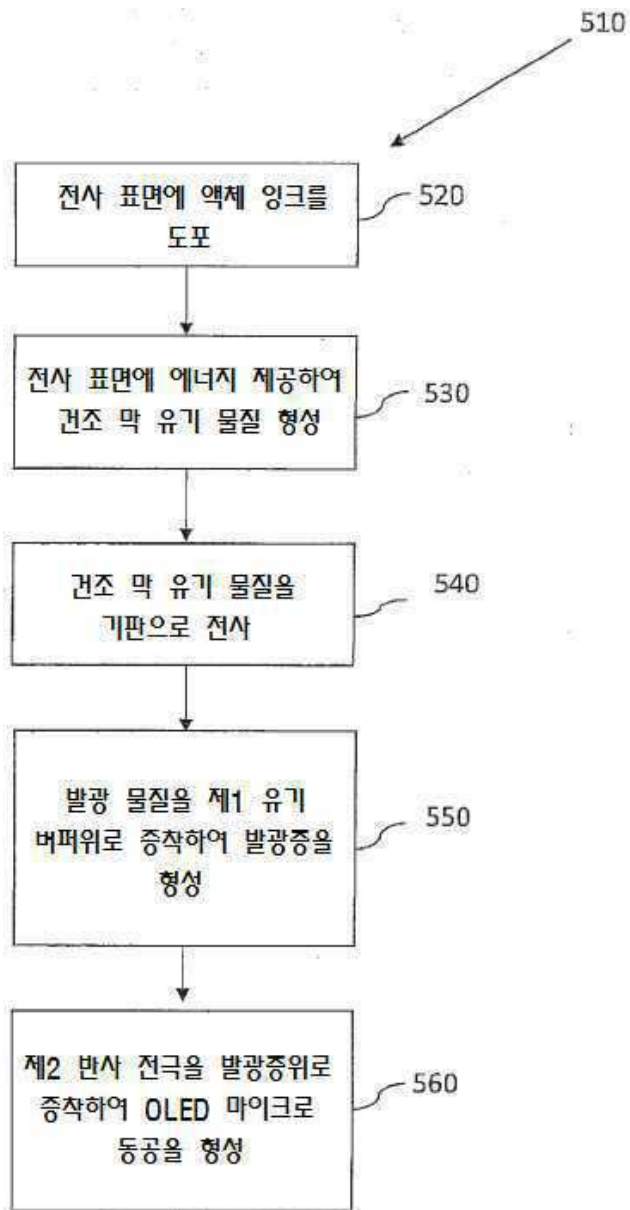 510
전사 표면에 액체 잉크를
도포
520
전사 표면에 에너지 제공하여
건조 막 유기 물질 형성
530
건조 막 유기 물질을
기판으로 전사
540
발광 물질을 제1 유기
버퍼위로 증착하여 발광층을
형성
550
제2 반사 전극을 발광층위로
증착하여 OLED 마이크로
동공을 형성
560